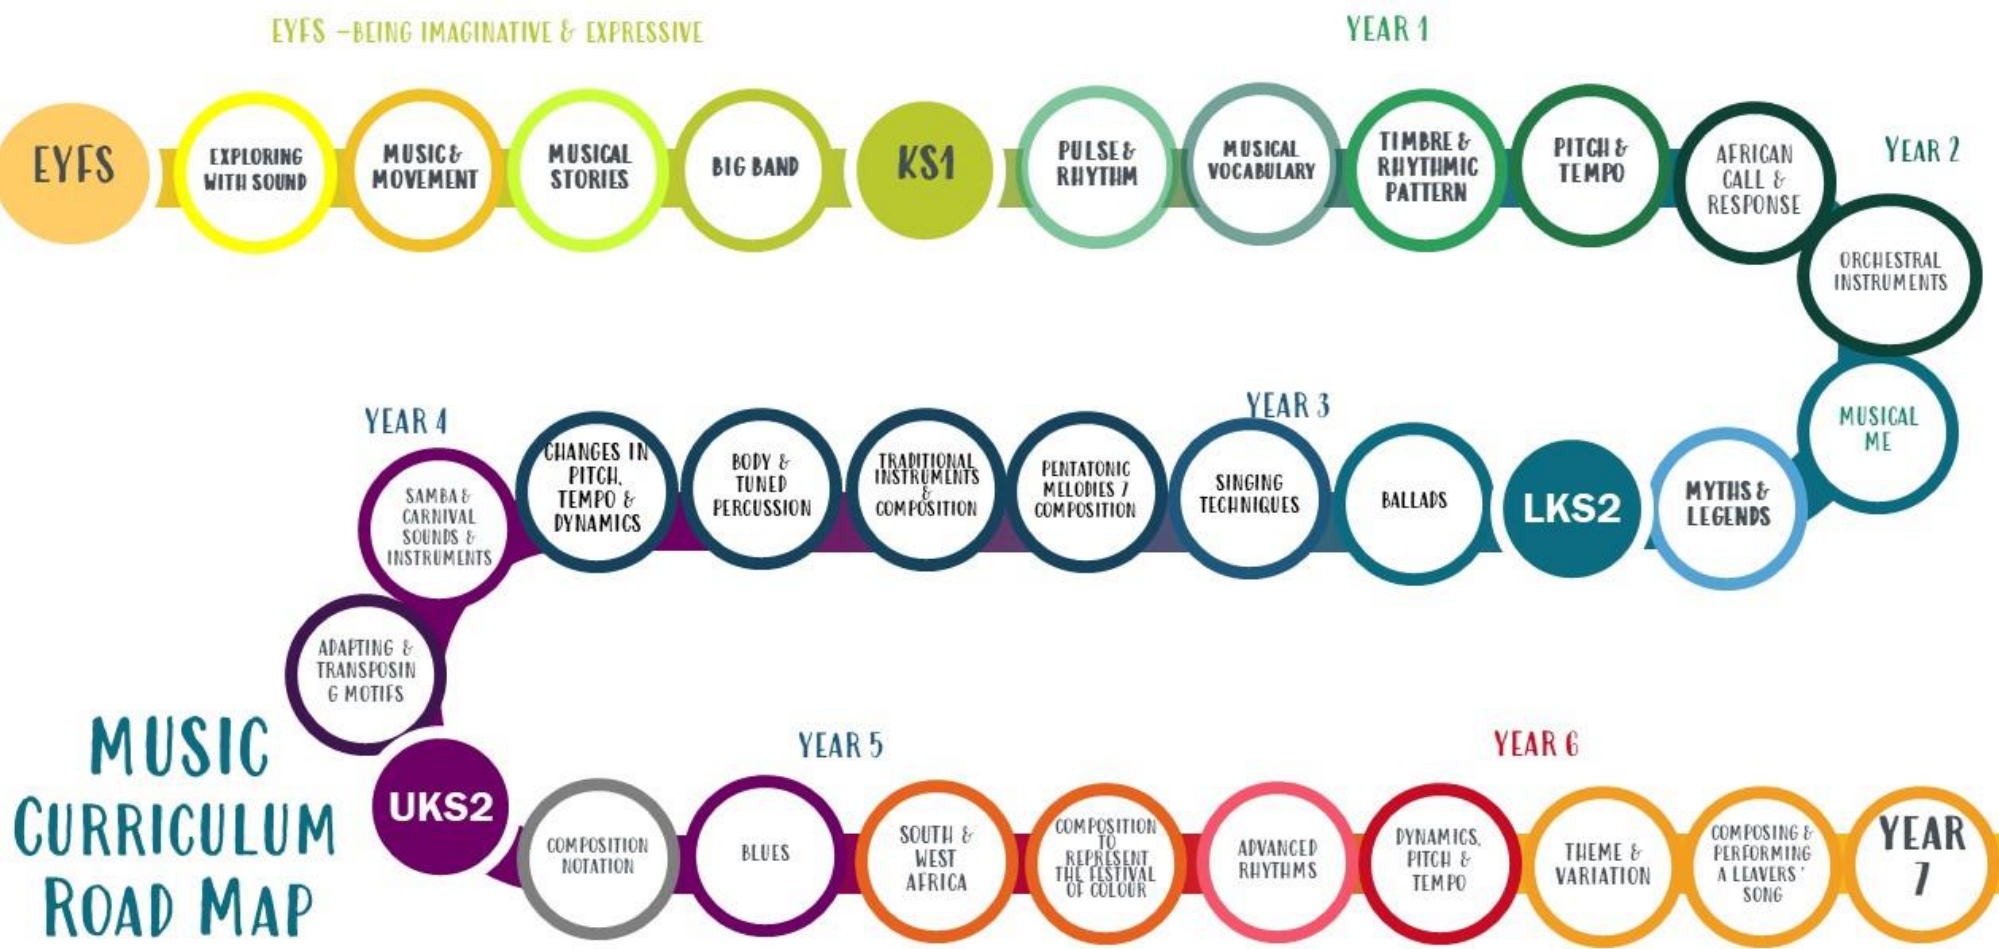 EYFS –BEING IMAGINATIVE & EXPRESSIVE
YEAR 1
EYFS
EXPLORING
WITH SOUND
MUSIC &
MOVEMENT
MUSICAL
STORIES
BIG BAND
KS1
PULSE &
RHYTHM
MUSICAL
VOCABULARY
TIMBRE &
RHYTHMIC
PATTERN
PITCH &
TEMPO
AFRICAN
CALL &
RESPONSE
YEAR 2
ORCHESTRAL
INSTRUMENTS
MUSICAL
ME
MYTHS &
LEGENDS
LKS2
BALLADS
YEAR 3
SINGING
TECHNIQUES
PENTATONIC
MELODIES 7
COMPOSITION
TRADITIONAL
INSTRUMENTS
&
COMPOSITION
BODY &
TUNED
PERCUSSION
CHANGES IN
PITCH,
TEMPO &
DYNAMICS
YEAR 4
SAMBA &
CARNIVAL
SOUNDS &
INSTRUMENTS
ADAPTING &
TRANSPOSIN
G MOTIFS
UKS2
COMPOSITION
NOTATION
BLUES
YEAR 5
SOUTH &
WEST
AFRICA
COMPOSITION
TO
REPRESENT
THE FESTIVAL
OF COLOUR
ADVANCED
RHYTHMS
DYNAMICS,
PITCH &
TEMPO
YEAR 6
THEME &
VARIATION
COMPOSING &
PERFORMING
A LEAVERS '
SONG
YEAR
7
MUSIC
CURRICULUM
ROAD MAP